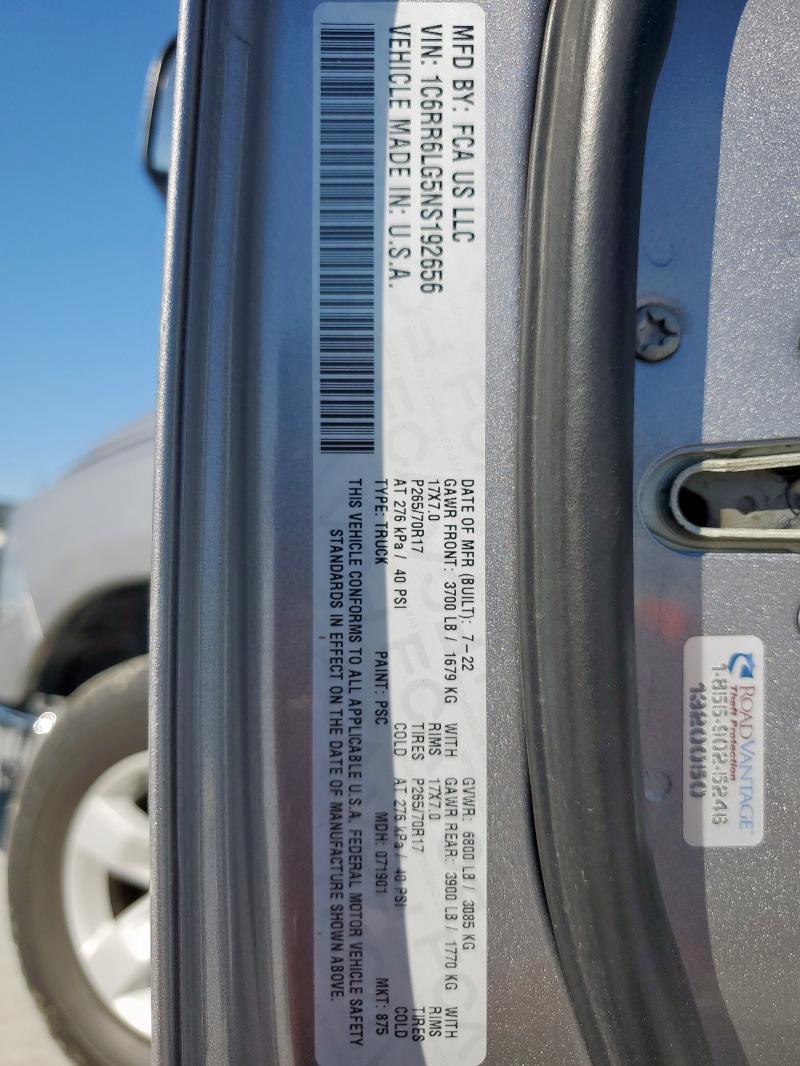 MFD BY: FCA US LLC
VIN: 1C6RR6LG5NS192656
VEHICLE MADE IN: U.S.A.
DATE OF MFR (BUILT): 7-22 GVWR: 6800 LB / 3085 KG
GAWR FRONT: 3700 LB / 1679 KG WITH GAWR REAR: 3900 LB / 1770 KG WITH
17X7.0 RIMS 17X7.0 RIMS
P265/70R17 TIRES P265/70R17 TIRES
AT 276 kPa / 40 PSI COLD AT 276 kPa / 40 PSI COLD
TYPE: TRUCK PAINT: PSC MDH: 071901 MKT: 875
THIS VEHICLE CONFORMS TO ALL APPLICABLE U.S.A. FEDERAL MOTOR VEHICLE SAFETY
STANDARDS IN EFFECT ON THE DATE OF MANUFACTURE SHOWN ABOVE.
ROADVANTAGE
Theft Protection
1-855-902-5246